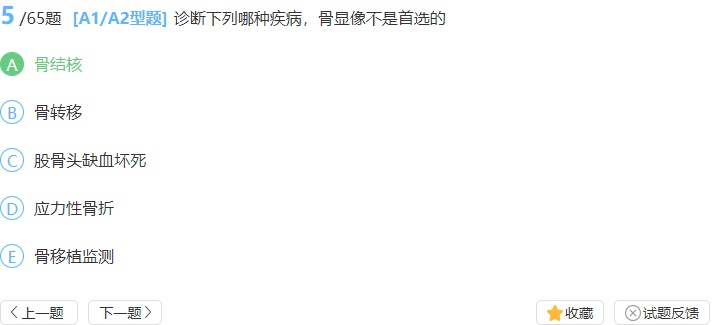 5 /65题 [A1/A2型题] 诊断下列哪种疾病，骨显像不是首选的
A 骨结核
B 骨转移
C 股骨头缺血坏死
D 应力性骨折
E 骨移植监测
上一题 下一题 收藏 试题反馈